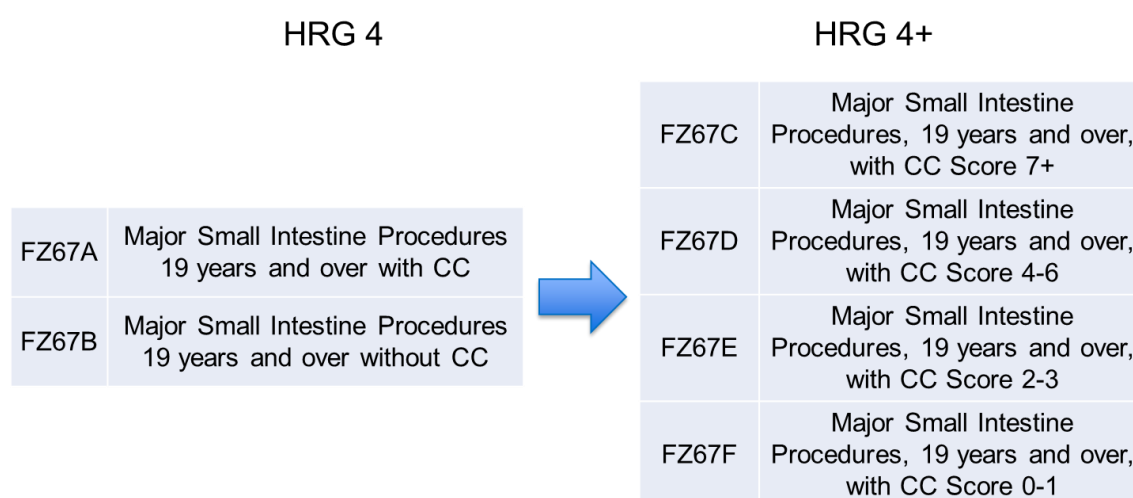 HRG 4
HRG 4+
FZ67A
Major Small Intestine Procedures
19 years and over with CC
FZ67B
Major Small Intestine Procedures
19 years and over without CC
FZ67C
Major Small Intestine
Procedures, 19 years and over,
with CC Score 7+
FZ67D
Major Small Intestine
Procedures, 19 years and over,
with CC Score 4-6
FZ67E
Major Small Intestine
Procedures, 19 years and over,
with CC Score 2-3
FZ67F
Major Small Intestine
Procedures, 19 years and over,
with CC Score 0-1